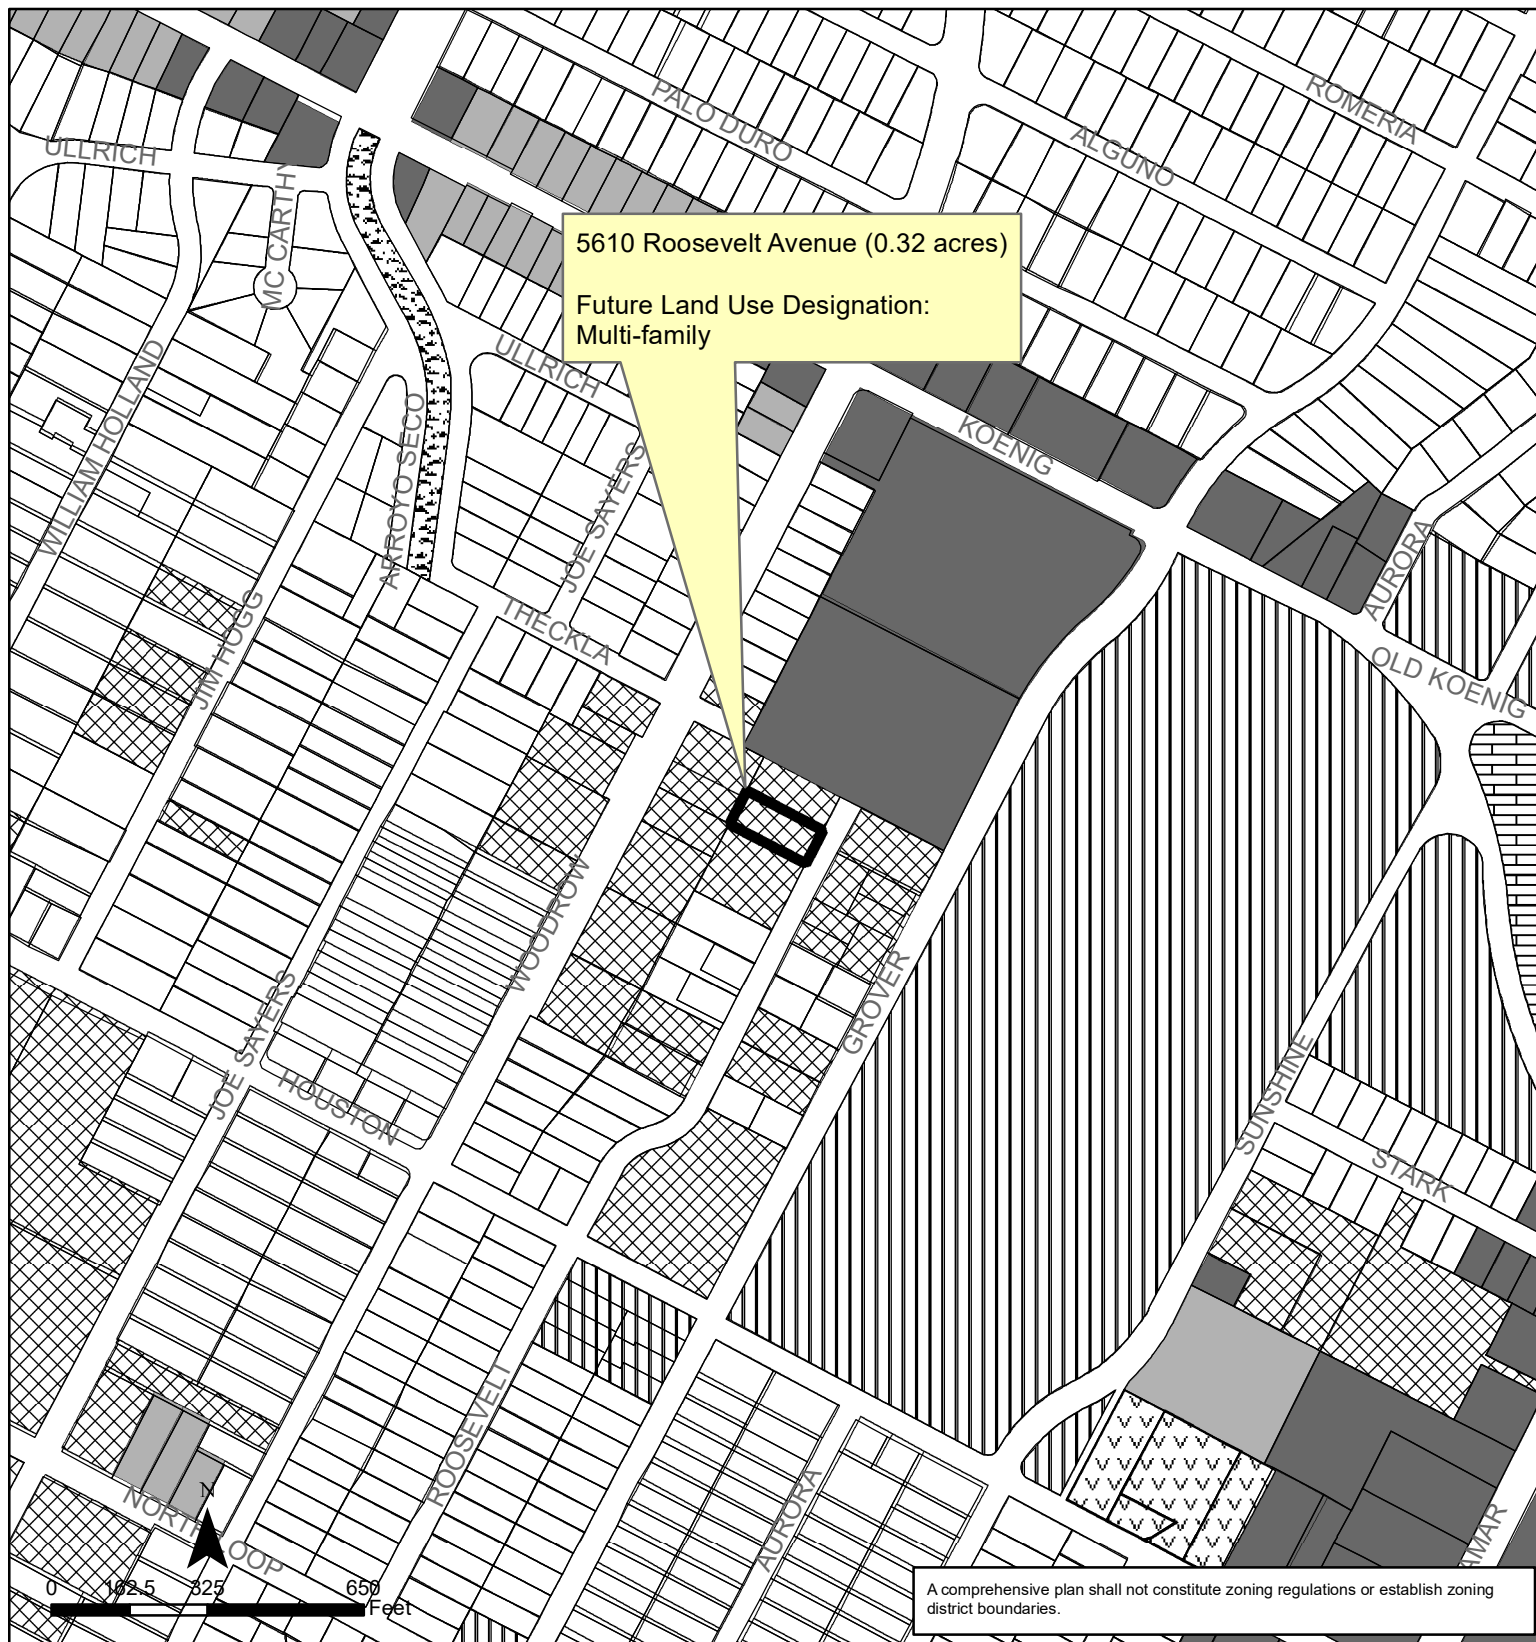 ROMERIA
PALO DURO
ALGUNO
ULLRICH
MC CARTHY
5610 Roosevelt Avenue (0.32 acres)
Future Land Use Designation:
Multi-family
ULLRICH
WILLIAM HOLLAND
ARROYO SECO
JOE SAYERS
KOENIG
AURORA
THECKLA
JIM HOGG
OLD KOENIG
WOODROW
GROVER
JOE SAYERS
HOUSTON
SUNSHINE
STARK
ROOSEVELT
AURORA
N
NORTH LOOP
AMAR
0 162.5 325 650
Feet
A comprehensive plan shall not constitute zoning regulations or establish zoning
district boundaries.